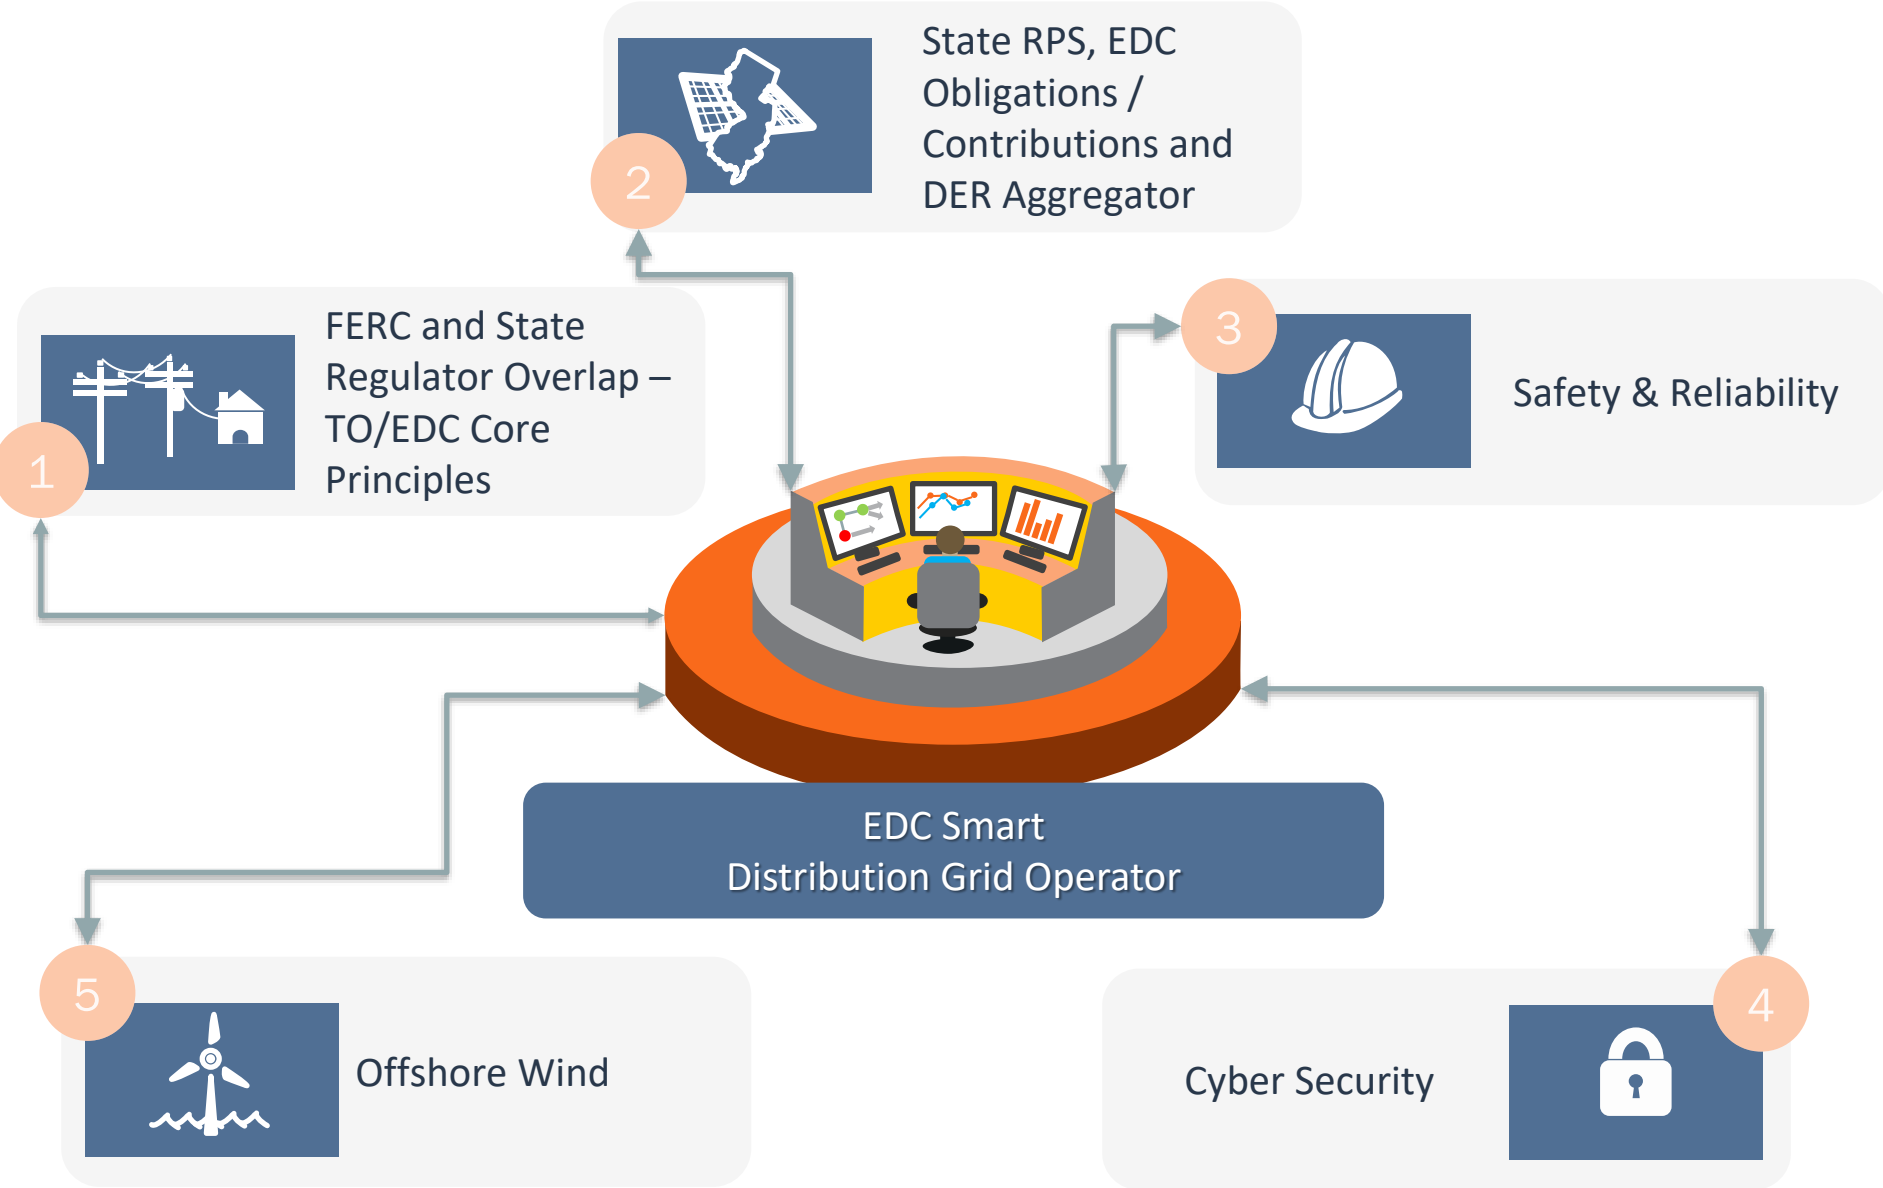 2
State RPS, EDC
Obligations /
Contributions and
DER Aggregator
1
FERC and State
Regulator Overlap –
TO/EDC Core
Principles
3
Safety & Reliability
EDC Smart
Distribution Grid Operator
5
Offshore Wind
4
Cyber Security